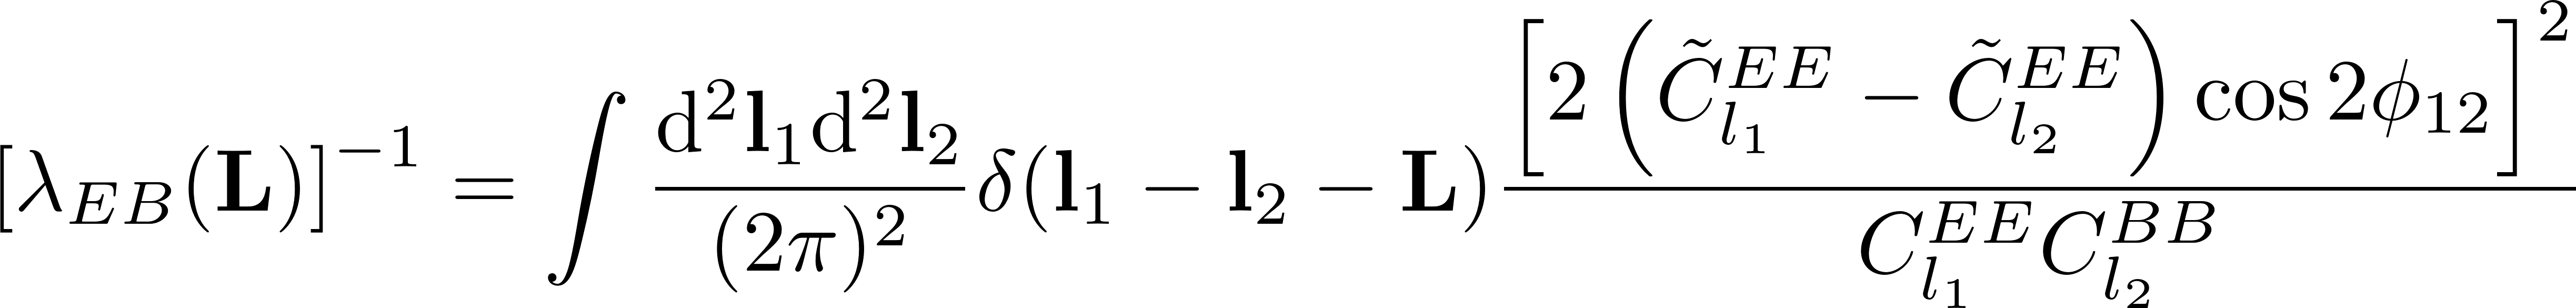 $[\lambda_{EB}(\mathbf{L})]^{-1} = \int \frac{\mathrm{d}^2\mathbf{l}_1 \mathrm{d}^2\mathbf{l}_2}{(2\pi)^2} \delta(\mathbf{l}_1 - \mathbf{l}_2 - \mathbf{L}) \frac{\left[2\left(\tilde{C}_{l_1}^{EE} - \tilde{C}_{l_2}^{EE}\right) \cos 2\phi_{12}\right]^2}{C_{l_1}^{EE} C_{l_2}^{BB}}$